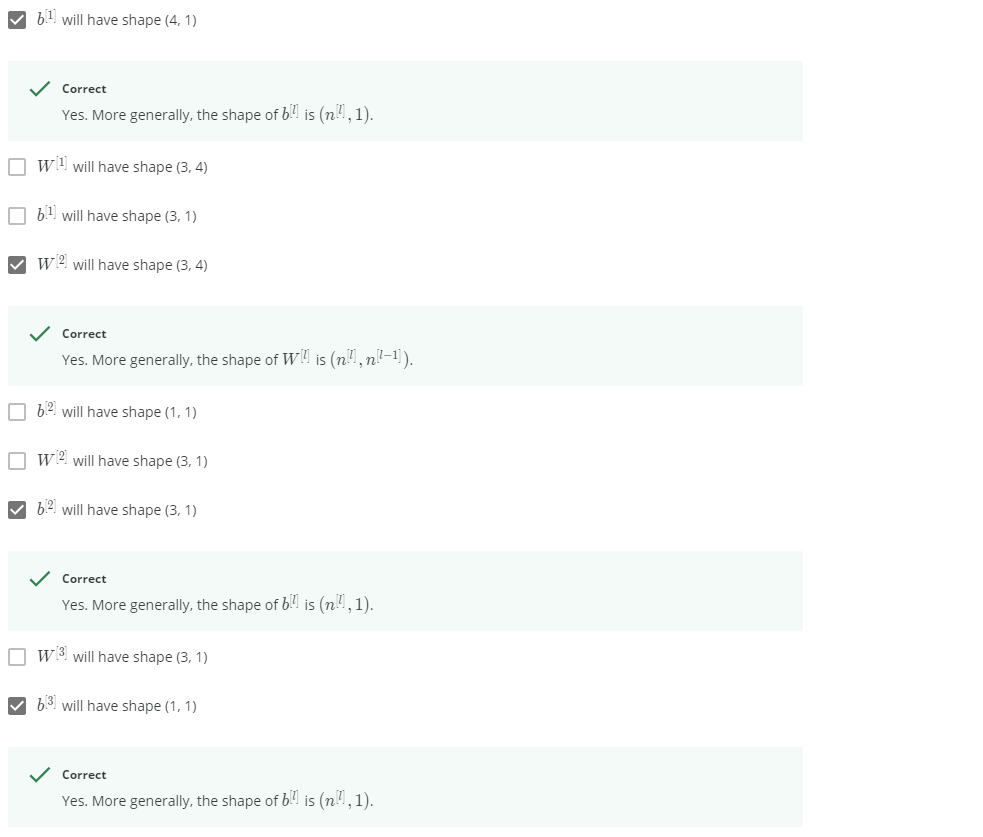 b[1] will have shape (4, 1)
Correct
Yes. More generally, the shape of b[l] is (n[l], 1).
W[1] will have shape (3, 4)
b[1] will have shape (3, 1)
W[2] will have shape (3, 4)
Correct
Yes. More generally, the shape of W[l] is (n[l], n[l−1]).
b[2] will have shape (1, 1)
W[2] will have shape (3, 1)
b[2] will have shape (3, 1)
Correct
Yes. More generally, the shape of b[l] is (n[l], 1).
W[3] will have shape (3, 1)
b[3] will have shape (1, 1)
Correct
Yes. More generally, the shape of b[l] is (n[l], 1).